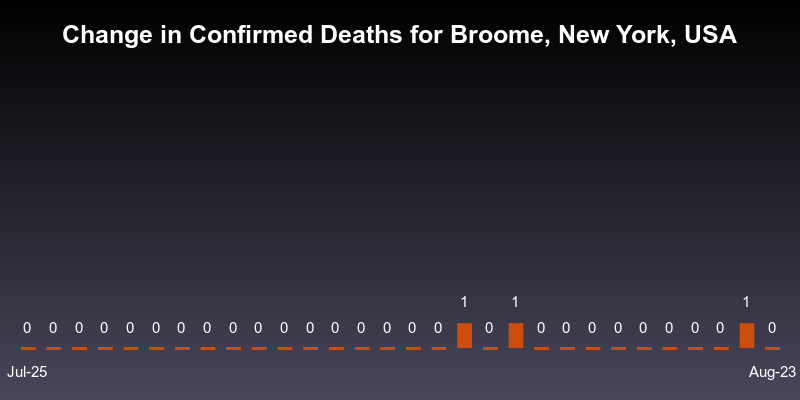 Change in Confirmed Deaths for Broome, New York, USA
1 1 1
0 0 0 0 0 0 0 0 0 0 0 0 0 0 0 0 0 0 0 0 0 0 0 0 0 0 0
Jul-25 Aug-23